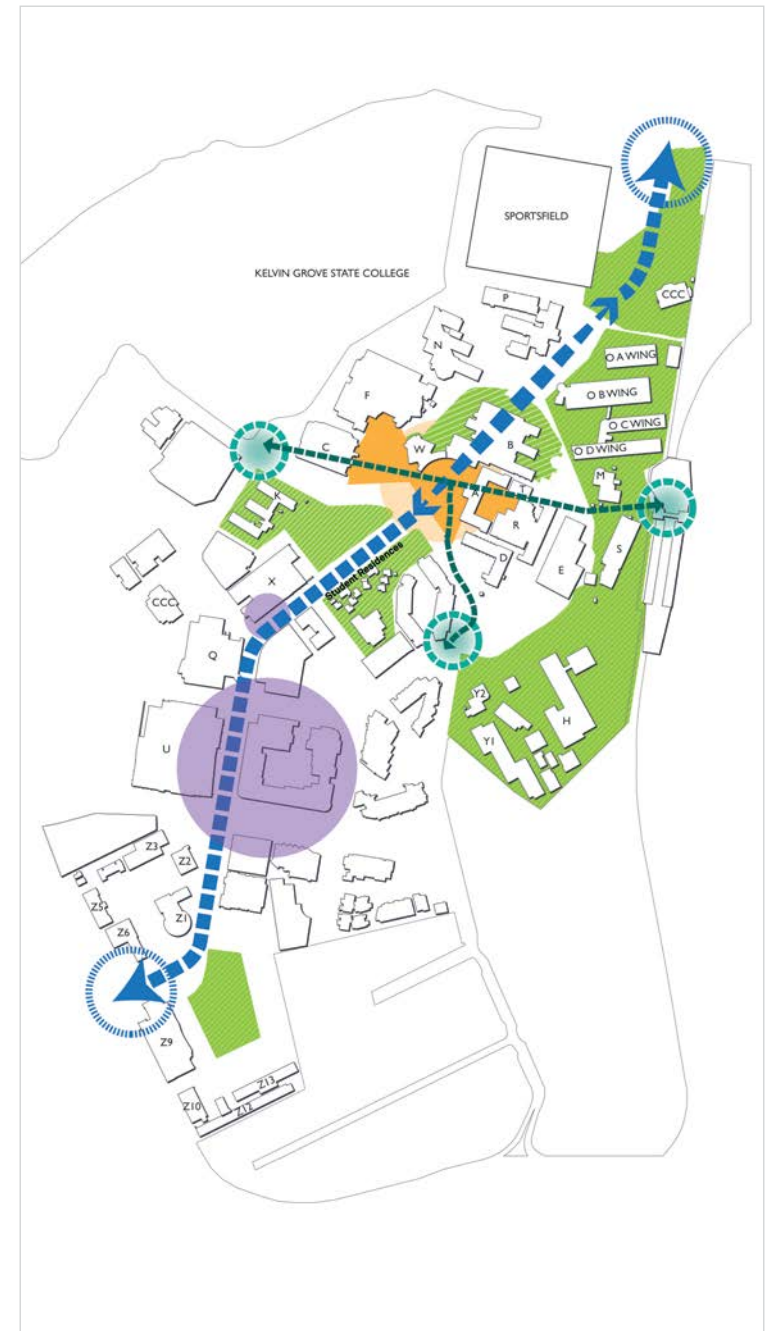 SPORTSFIELD
KELVIN GROVE STATE COLLEGE
CCC
P
N
O A WING
F
O B WING
O C WING
B
W
C
O D WING
M
A
T
K
R
S
D
E
X
Student Residences
CCC
Q
Y2
H
Y1
U
Z3
Z2
Z5
Z1
Z6
Z9
Z13
Z10
Z12